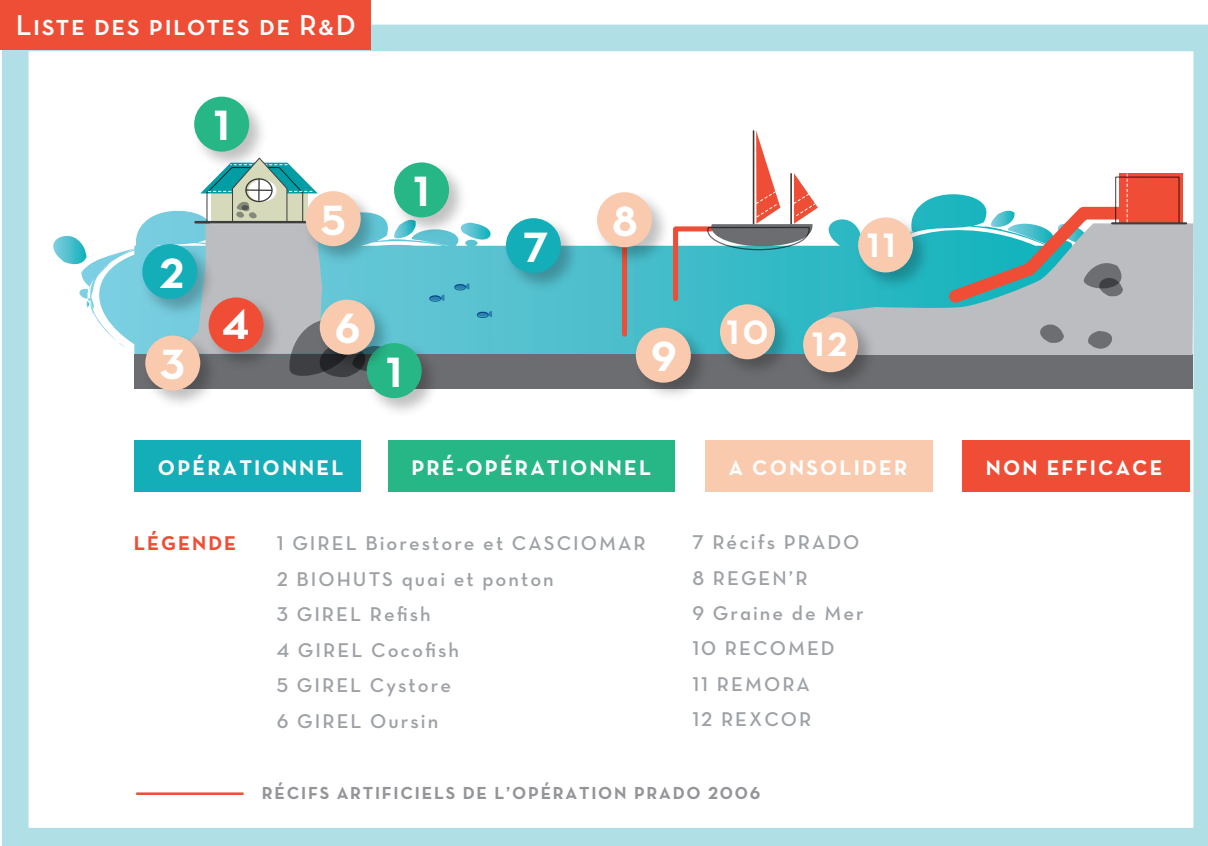 LISTE DES PILOTES DE R&D
1
1
5
8
7
11
2
4
6
10
12
9
3
1
OPÉRATIONNEL
PRÉ-OPÉRATIONNEL
A CONSOLIDER
NON EFFICACE
LÉGENDE
1 GIREL Biorestore et CASCIOMAR
2 BIOHUTS quai et ponton
3 GIREL Refish
4 GIREL Cocofish
5 GIREL Cystore
6 GIREL Oursin
7 Récifs PRADO
8 REGEN’R
9 Graine de Mer
10 RECOMED
11 REMORA
12 REXCOR
RÉCIFS ARTIFICIELS DE L’OPÉRATION PRADO 2006